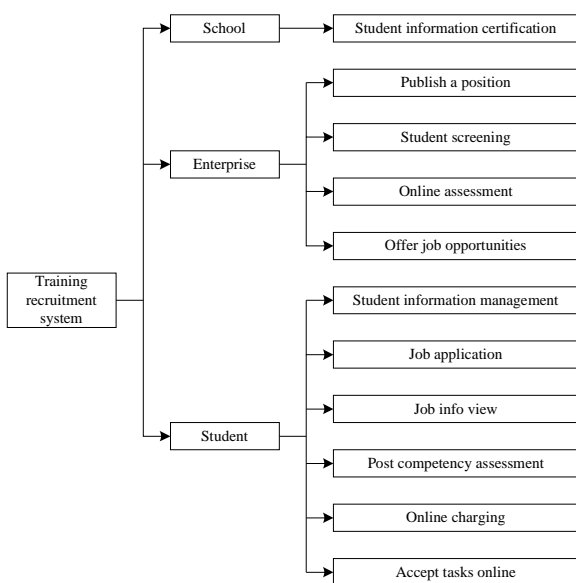 School
Student information certification
Publish a position
Student screening
Enterprise
Online assessment
Offer job opportunities
Training
recruitment
system
Student information management
Job application
Job info view
Student
Post competency assessment
Online charging
Accept tasks online